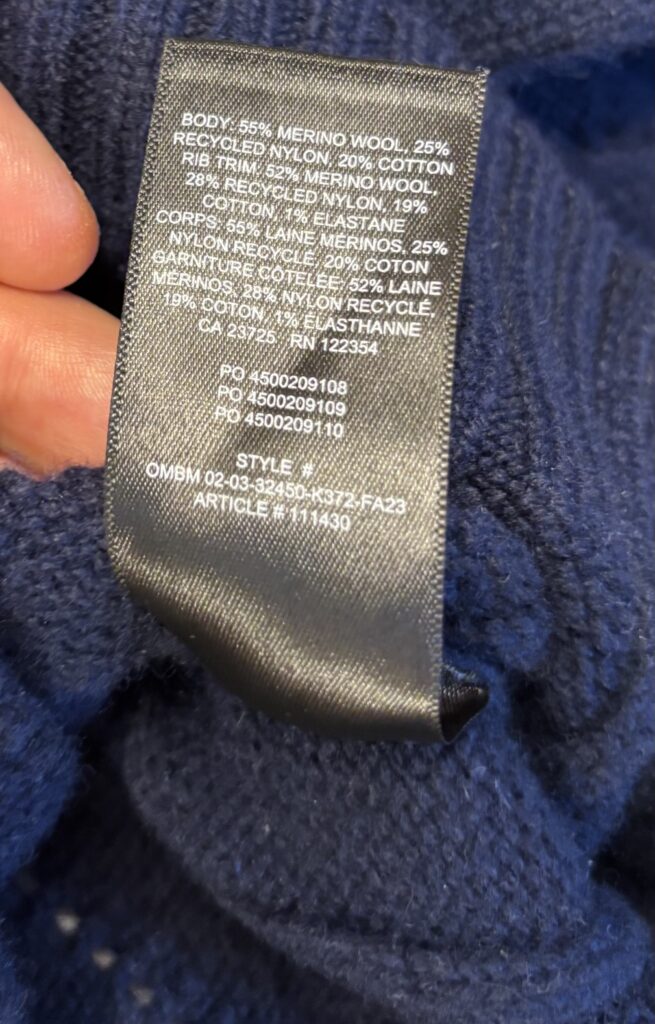 BODY: 55% MERINO WOOL, 25%
RECYCLED NYLON, 20% COTTON
RIB TRIM: 52% MERINO WOOL,
28% RECYCLED NYLON, 19%
COTTON, 1% ELASTANE
CORPS: 55% LAINE MERINOS, 25%
NYLON RECYCLÉ, 20% COTON
GARNITURE COTELÉE: 52% LAINE
MERINOS, 28% NYLON RECYCLÉ,
19% COTON, 1% ÉLASTHANNE
CA 23725 RN 122354
PO 4500209108
PO 4500209109
PO 4500209110
STYLE #
OMBM 02-03-32450-K372-FA23
ARTICLE # 111430